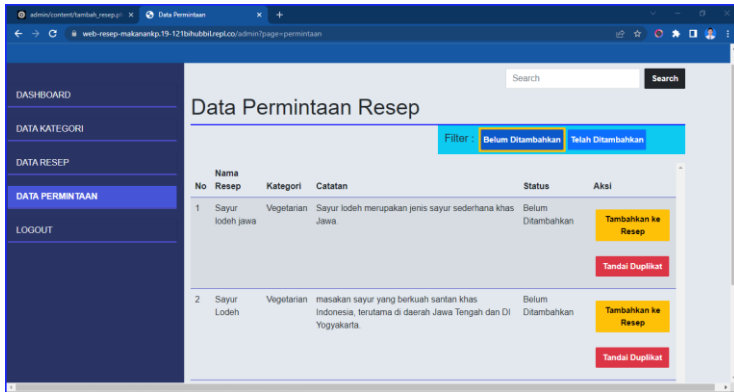 admin/content/tambah_resep.p
Data Permintaan
web-resep-makanankp.19-121bihubbil.repl.co/admin?page=permintaan
Search
Search
DASHBOARD
DATA KATEGORI
DATA RESEP
DATA PERMINTAAN
LOGOUT
Data Permintaan Resep
Filter :
Belum Ditambahkan
Telah Ditambahkan
No Nama Resep Kategori Catatan Status Aksi
1 Sayur lodeh jawa Vegetarian Sayur lodeh merupakan jenis sayur sederhana khas Jawa. Belum Ditambahkan
Tambahkan ke Resep
Tandai Duplikat
2 Sayur Lodeh Vegetarian masakan sayur yang berkuah santan khas Indonesia, terutama di daerah Jawa Tengah dan DI Yogyakarta. Belum Ditambahkan
Tambahkan ke Resep
Tandai Duplikat